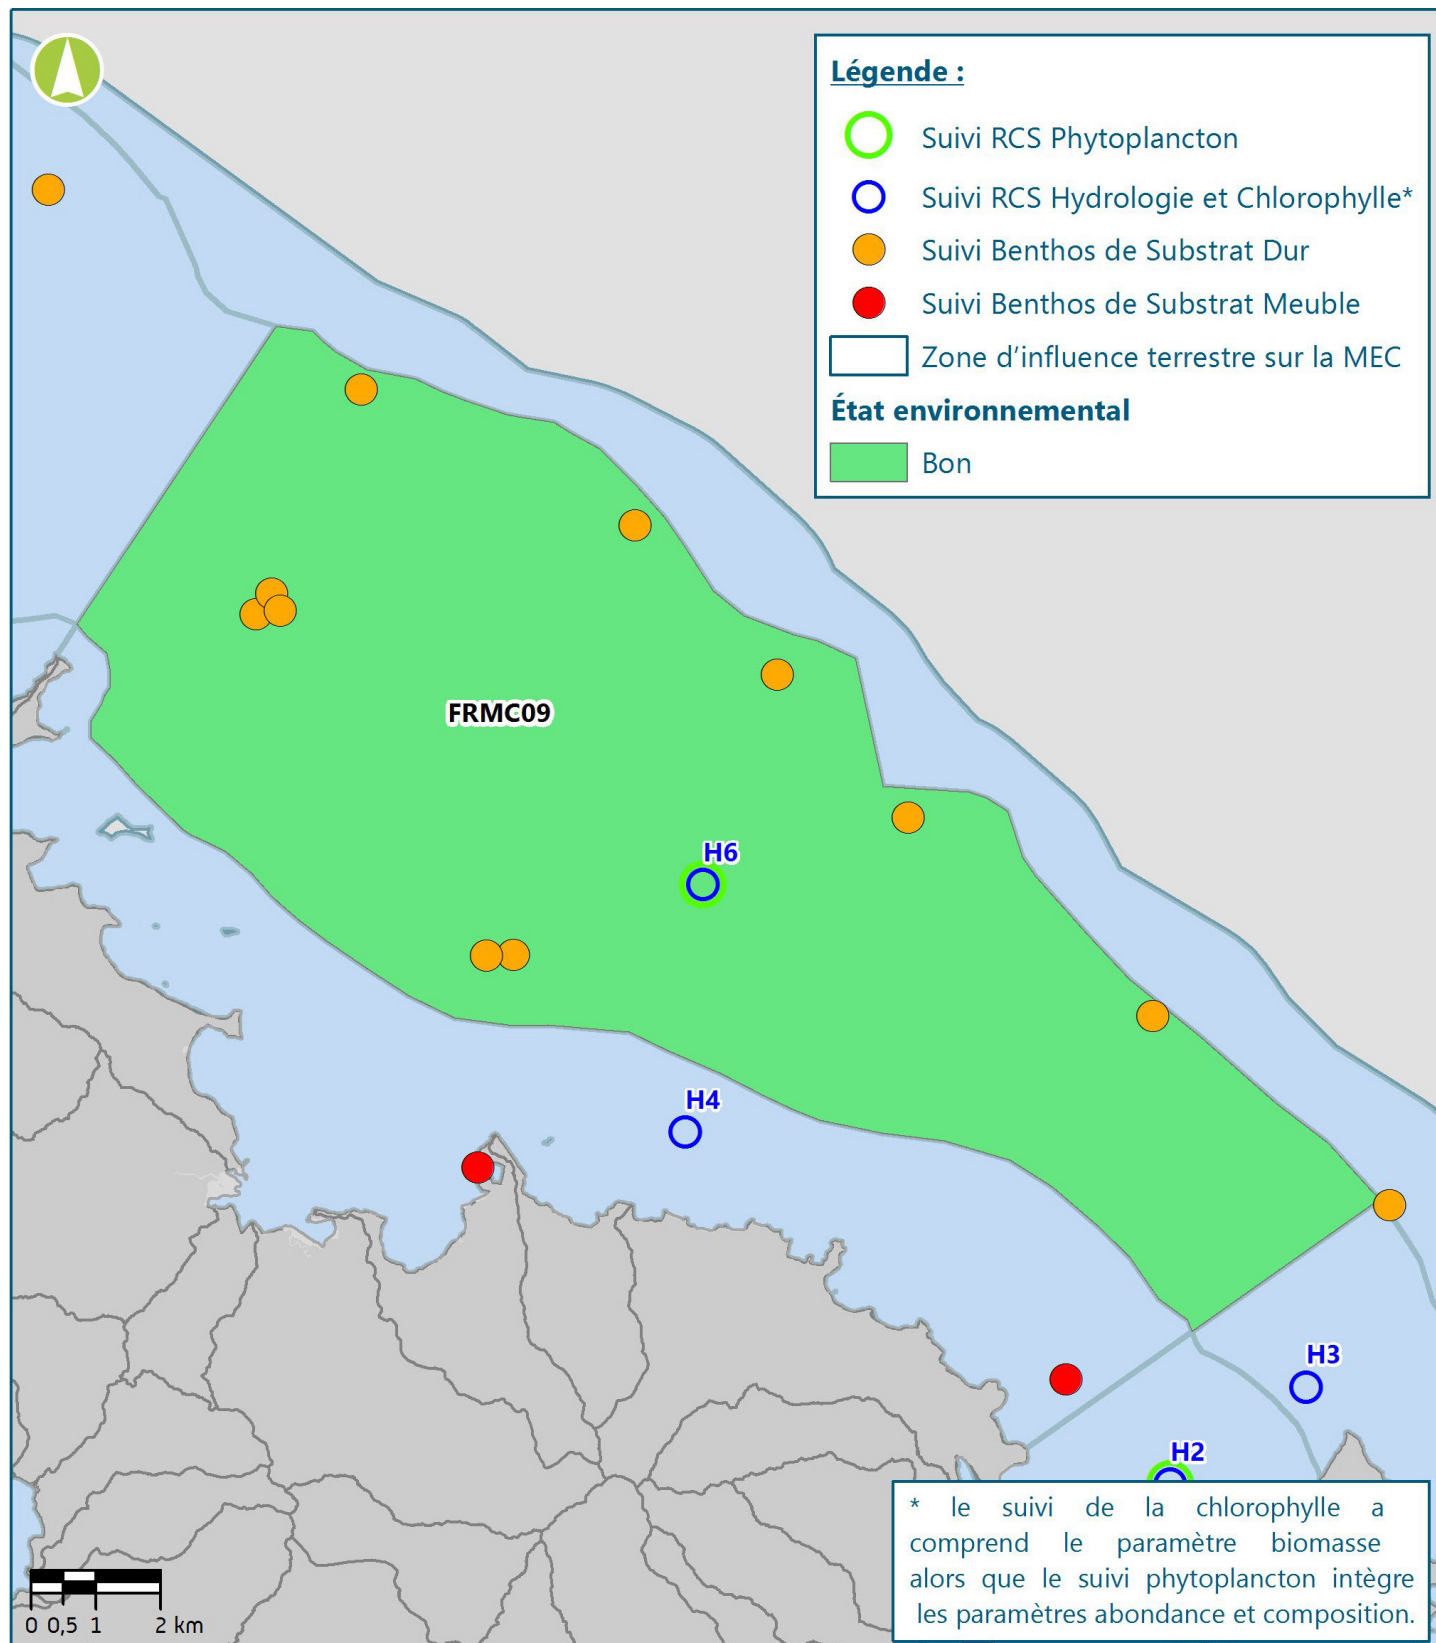 Légende :
Suivi RCS Phytoplancton
Suivi RCS Hydrologie et Chlorophylle*
Suivi Benthos de Substrat Dur
Suivi Benthos de Substrat Meuble
Zone d’influence terrestre sur la MEC
État environnemental
Bon
FRMC09
H6
H4
H3
H2
* le suivi de la chlorophylle a
comprend le paramètre biomasse
alors que le suivi phytoplancton intègre
les paramètres abondance et composition.
0 0,5 1 2 km